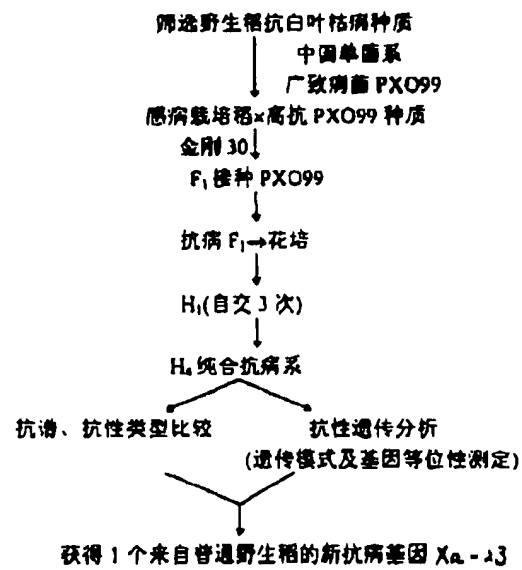 筛选野生稻抗白叶枯病种质
中国单菌系
广致病菌 PXO99
感病栽培稻×高抗 PXO99 种质
金刚 30
F₁ 接种 PXO99
抗病 F₁→花培
H₁(自交 3 次)
H₄ 纯合抗病系
抗谱、抗性类型比较
抗性遗传分析
(遗传模式及基因等位性测定)
获得 1 个来自普通野生稻的新抗病基因 Xa-23